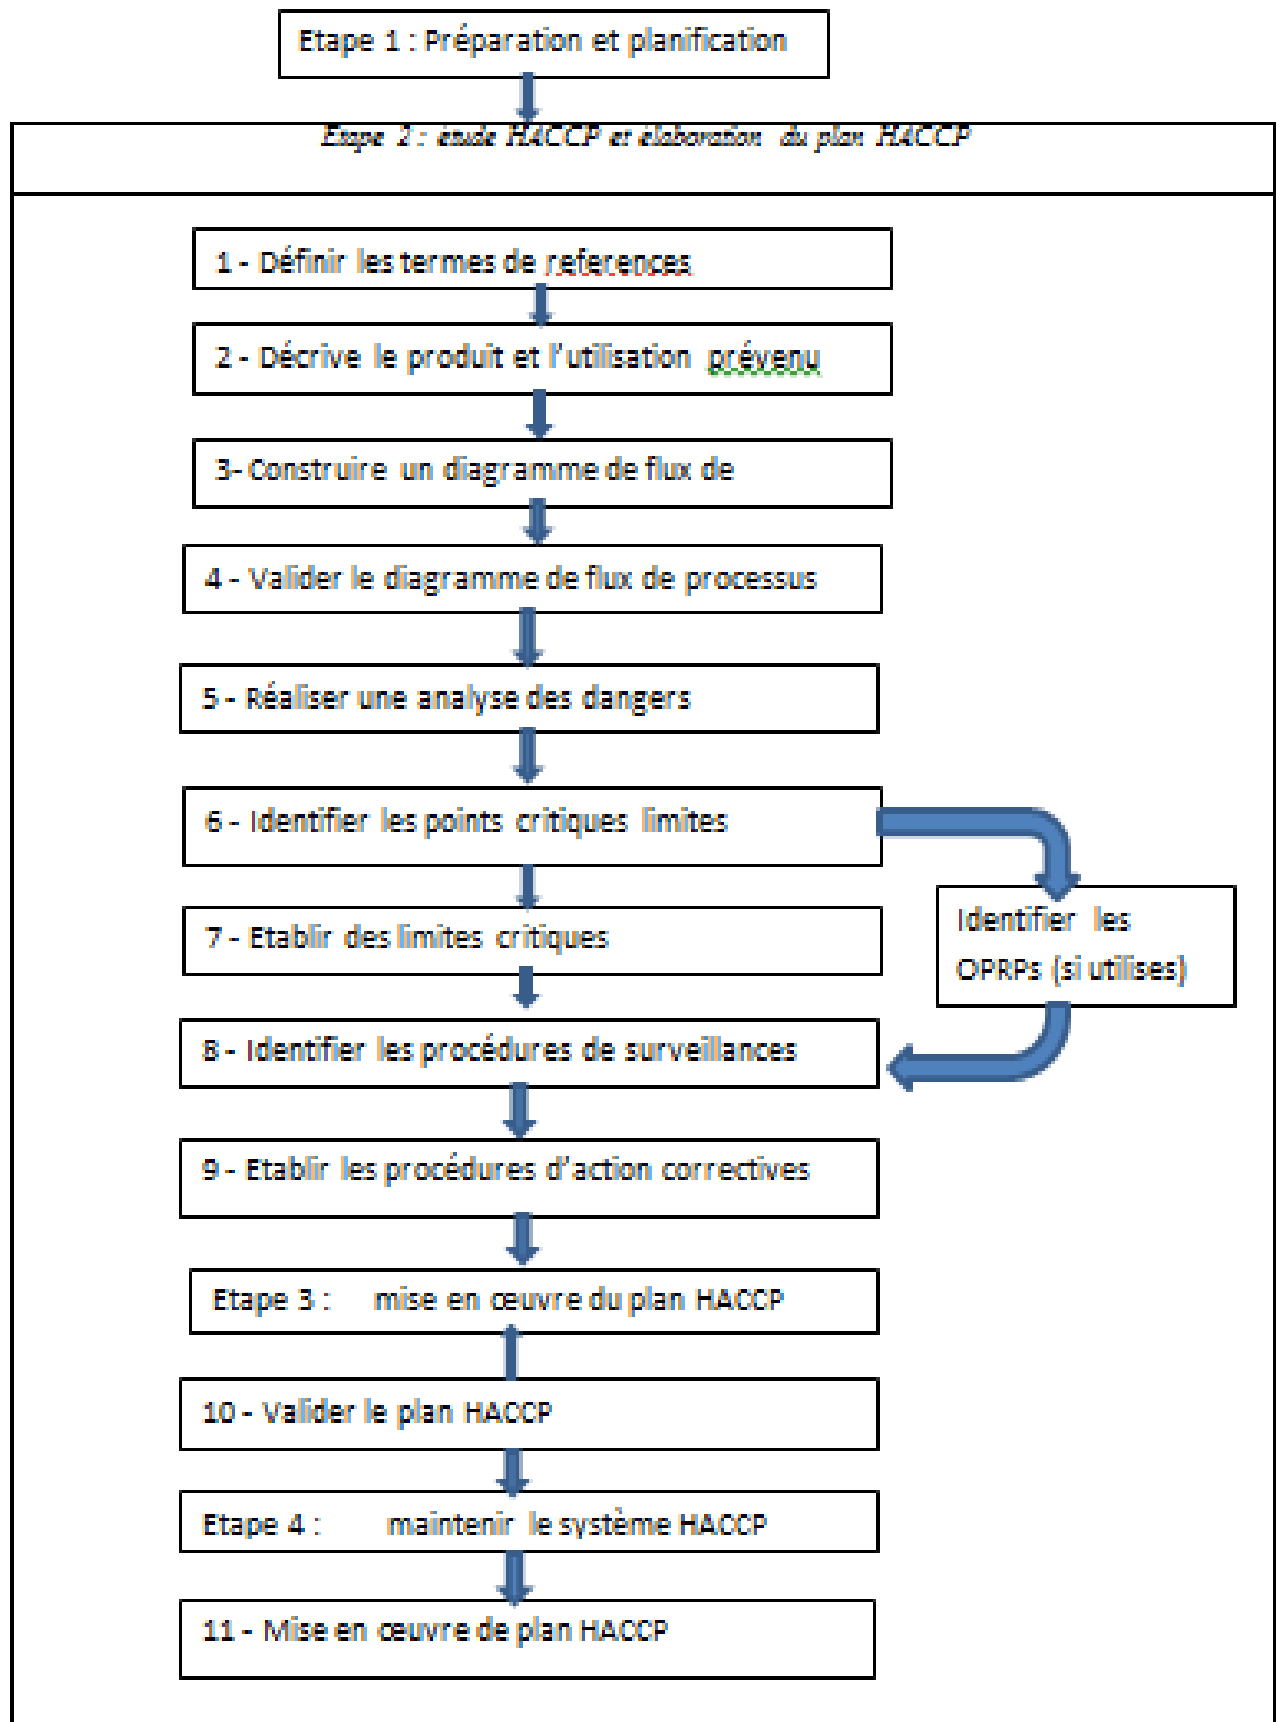 Etape 1 : Préparation et planification
Etape 2 : étude HACCP et élaboration du plan HACCP
1 - Définir les termes de references
2 - Décrive le produit et l'utilisation prévenu
3- Construire un diagramme de flux de
4 - Valider le diagramme de flux de processus
5 - Réaliser une analyse des dangers
6 - Identifier les points critiques limites
Identifier les
OPRPs (si utilises)
7 - Etablir des limites critiques
8 - Identifier les procédures de surveillances
9 - Etablir les procédures d'action correctives
Etape 3 : mise en œuvre du plan HACCP
10 - Valider le plan HACCP
Etape 4 : maintenir le système HACCP
11 - Mise en œuvre de plan HACCP